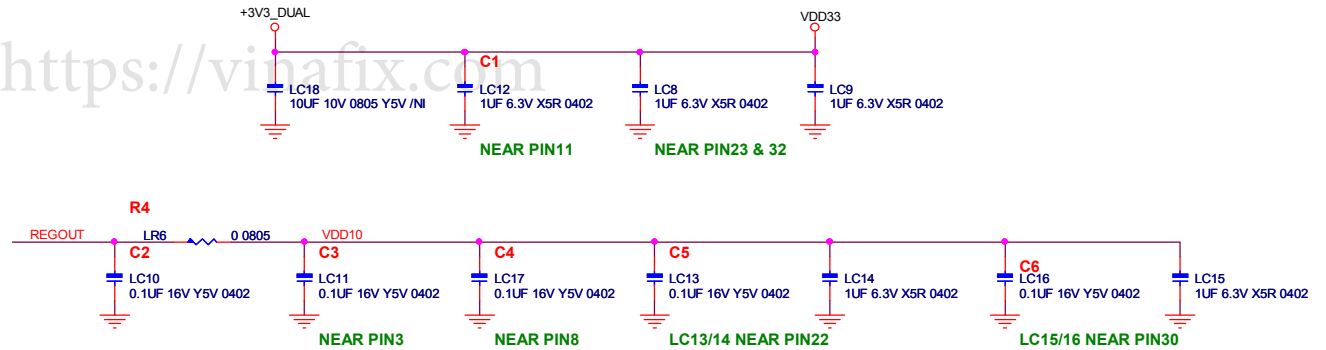 +3V3_DUAL
VDD33
https://vinafix.com
C1
LC18
10UF 10V 0805 Y5V /NI
LC12
1UF 6.3V X5R 0402
LC8
1UF 6.3V X5R 0402
LC9
1UF 6.3V X5R 0402
NEAR PIN11
NEAR PIN23 & 32
R4
REGOUT
LR6
0 0805
VDD10
C2
C3
C4
C5
C6
LC10
0.1UF 16V Y5V 0402
LC11
0.1UF 16V Y5V 0402
LC17
0.1UF 16V Y5V 0402
LC13
0.1UF 16V Y5V 0402
LC14
1UF 6.3V X5R 0402
LC16
0.1UF 16V Y5V 0402
LC15
1UF 6.3V X5R 0402
NEAR PIN3
NEAR PIN8
LC13/14 NEAR PIN22
LC15/16 NEAR PIN30